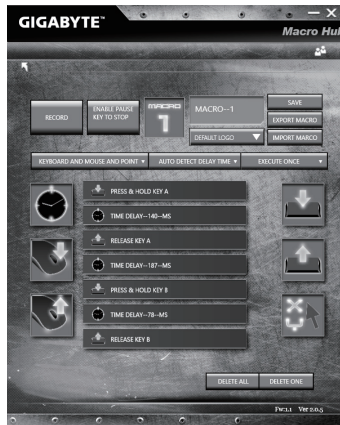 GIGABYTE™
Macro Hub
RECORD
ENABLE PAUSE
KEY TO STOP
MACRO
1
MACRO--1
DEFAULT LOGO
SAVE
EXPORT MACRO
IMPORT MARCO
KEYBOARD AND MOUSE AND POINT
AUTO DETECT DELAY TIME
EXECUTE ONCE
PRESS & HOLD KEY A
TIME DELAY--140--MS
RELEASE KEY A
TIME DELAY--187--MS
PRESS & HOLD KEY B
TIME DELAY--78--MS
RELEASE KEY B
DELETE ALL
DELETE ONE
Fw:1.1 Ver 2.0.5